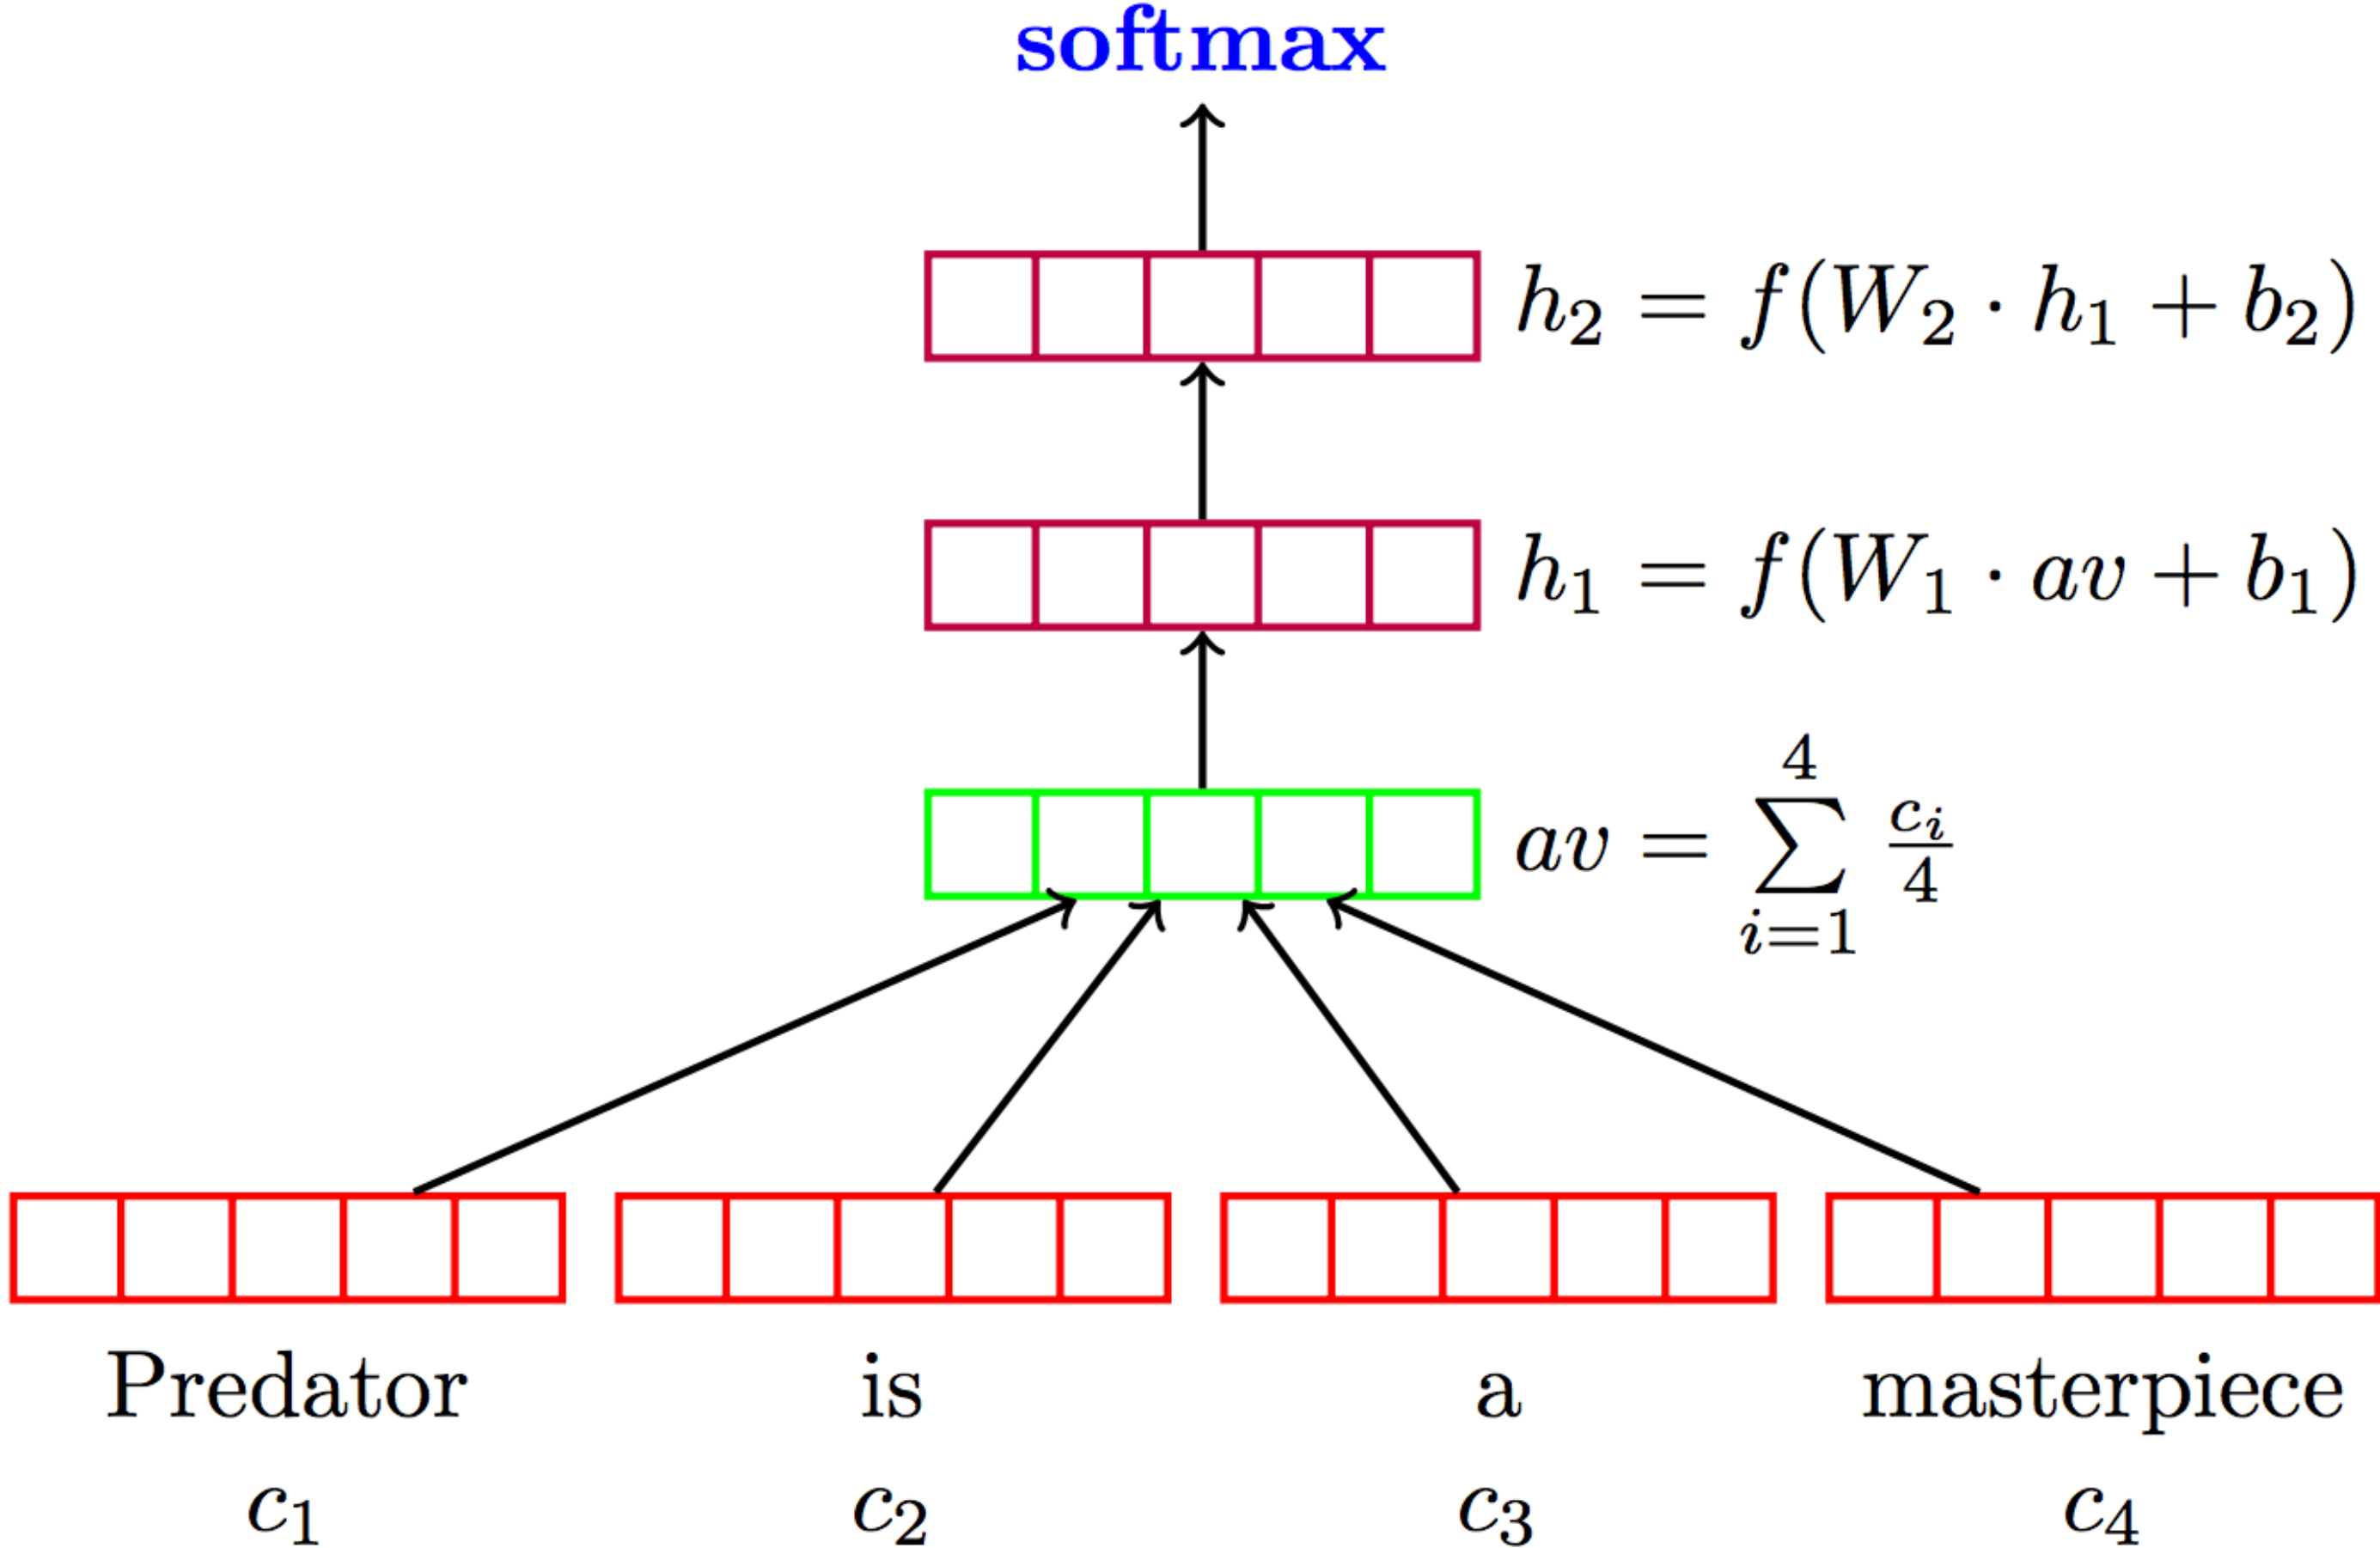 softmax
h₂ = f(W₂ · h₁ + b₂)
h₁ = f(W₁ · av + b₁)
av = ∑_{i=1}^{4} c_i/4
Predator is a masterpiece
c₁ c₂ c₃ c₄